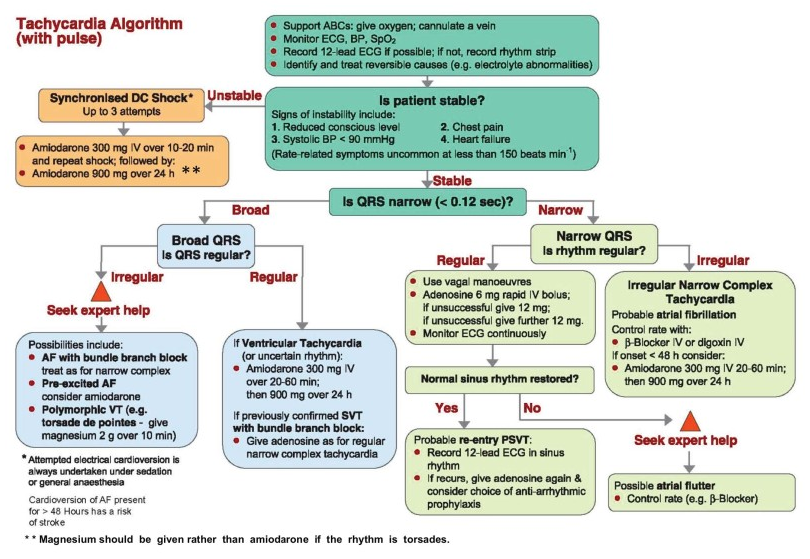 Tachycardia Algorithm
(with pulse)
Support ABCs: give oxygen; cannulate a vein
Monitor ECG, BP, SpO₂
Record 12-lead ECG if possible; if not, record rhythm strip
Identify and treat reversible causes (e.g. electrolyte abnormalities)
Synchronised DC Shock*
Up to 3 attempts
Unstable
Is patient stable?
Signs of instability include:
1. Reduced conscious level 2. Chest pain
3. Systolic BP < 90 mmHg 4. Heart failure
(Rate-related symptoms uncommon at less than 150 beats min⁻¹)
Amiodarone 300 mg IV over 10-20 min
and repeat shock; followed by:
Amiodarone 900 mg over 24 h **
Stable
Is QRS narrow (< 0.12 sec)?
Broad
Narrow
Broad QRS
Is QRS regular?
Narrow QRS
Is rhythm regular?
Irregular
Regular
Regular
Irregular
Seek expert help
Use vagal manoeuvres
Adenosine 6 mg rapid IV bolus;
if unsuccessful give 12 mg;
if unsuccessful give further 12 mg.
Monitor ECG continuously
Irregular Narrow Complex
Tachycardia
Probable atrial fibrillation
Control rate with:
β-Blocker IV or digoxin IV
If onset < 48 h consider:
Amiodarone 300 mg IV 20-60 min;
then 900 mg over 24 h
Possibilities include:
AF with bundle branch block
treat as for narrow complex
Pre-excited AF
consider amiodarone
Polymorphic VT (e.g.
torsade de pointes - give
magnesium 2 g over 10 min)
If Ventricular Tachycardia
(or uncertain rhythm):
Amiodarone 300 mg IV
over 20-60 min;
then 900 mg over 24 h
If previously confirmed SVT
with bundle branch block:
Give adenosine as for regular
narrow complex tachycardia
Normal sinus rhythm restored?
Yes
No
Seek expert help
Probable re-entry PSVT:
Record 12-lead ECG in sinus
rhythm
If recurs, give adenosine again &
consider choice of anti-arrhythmic
prophylaxis
Possible atrial flutter
Control rate (e.g. β-Blocker)
* Attempted electrical cardioversion is
always undertaken under sedation
or general anaesthesia
Cardioversion of AF present
for > 48 Hours has a risk
of stroke
** Magnesium should be given rather than amiodarone if the rhythm is torsades.